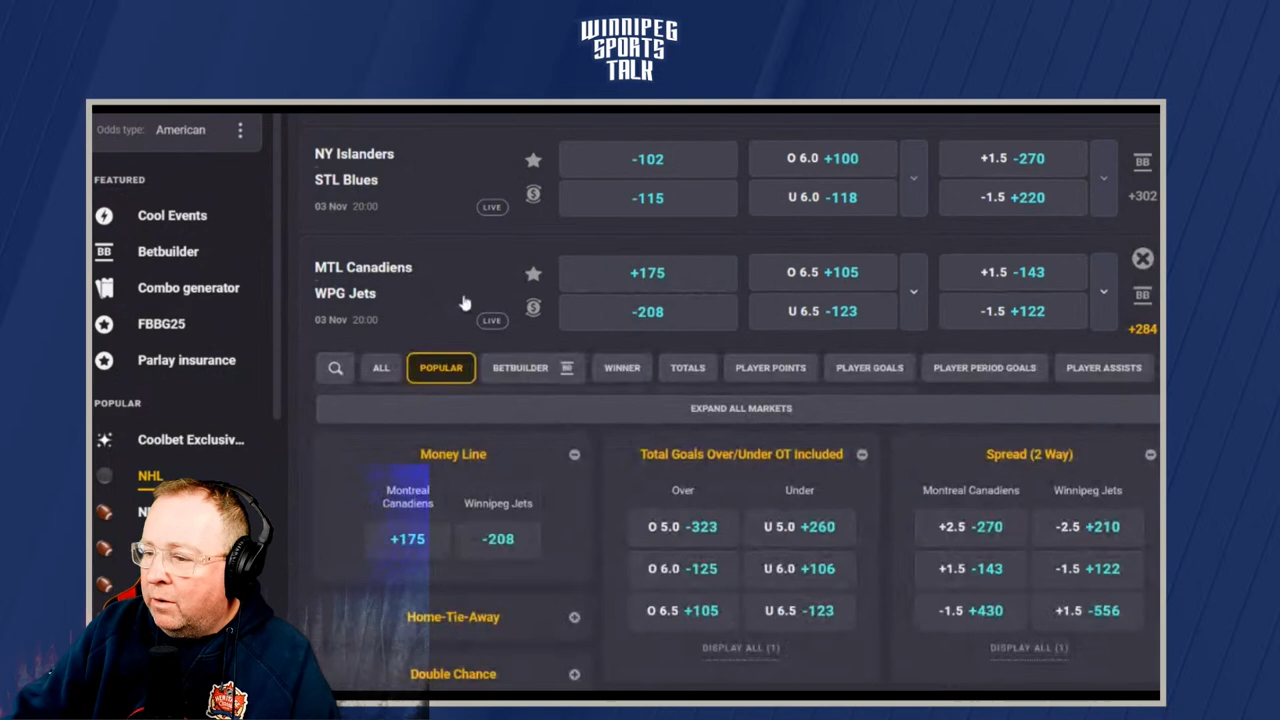 WINNIPEG
SPORTS
TALK
Odds type: American
FEATURED
Cool Events
BB Betbuilder
Combo generator
FBBG25
Parlay insurance
POPULAR
Coolbet Exclusiv...
NHL
NY Islanders
STL Blues
03 Nov 20:00
LIVE
-102
-115
O 6.0 +100
U 6.0 -118
+1.5 -270
-1.5 +220
BB
+302
MTL Canadiens
WPG Jets
03 Nov 20:00
LIVE
+175
-208
O 6.5 +105
U 6.5 -123
+1.5 -143
-1.5 +122
BB
+284
ALL POPULAR BETBUILDER BB WINNER TOTALS PLAYER POINTS PLAYER GOALS PLAYER PERIOD GOALS PLAYER ASSISTS
EXPAND ALL MARKETS
Money Line
Montreal
Canadiens
Winnipeg Jets
+175 -208
Home-Tie-Away
Double Chance
Total Goals Over/Under OT Included
Over Under
O 5.0 -323 U 5.0 +260
O 6.0 -125 U 6.0 +106
O 6.5 +105 U 6.5 -123
DISPLAY ALL (1)
Spread (2 Way)
Montreal Canadiens Winnipeg Jets
+2.5 -270 -2.5 +210
+1.5 -143 -1.5 +122
-1.5 +430 +1.5 -556
DISPLAY ALL (1)